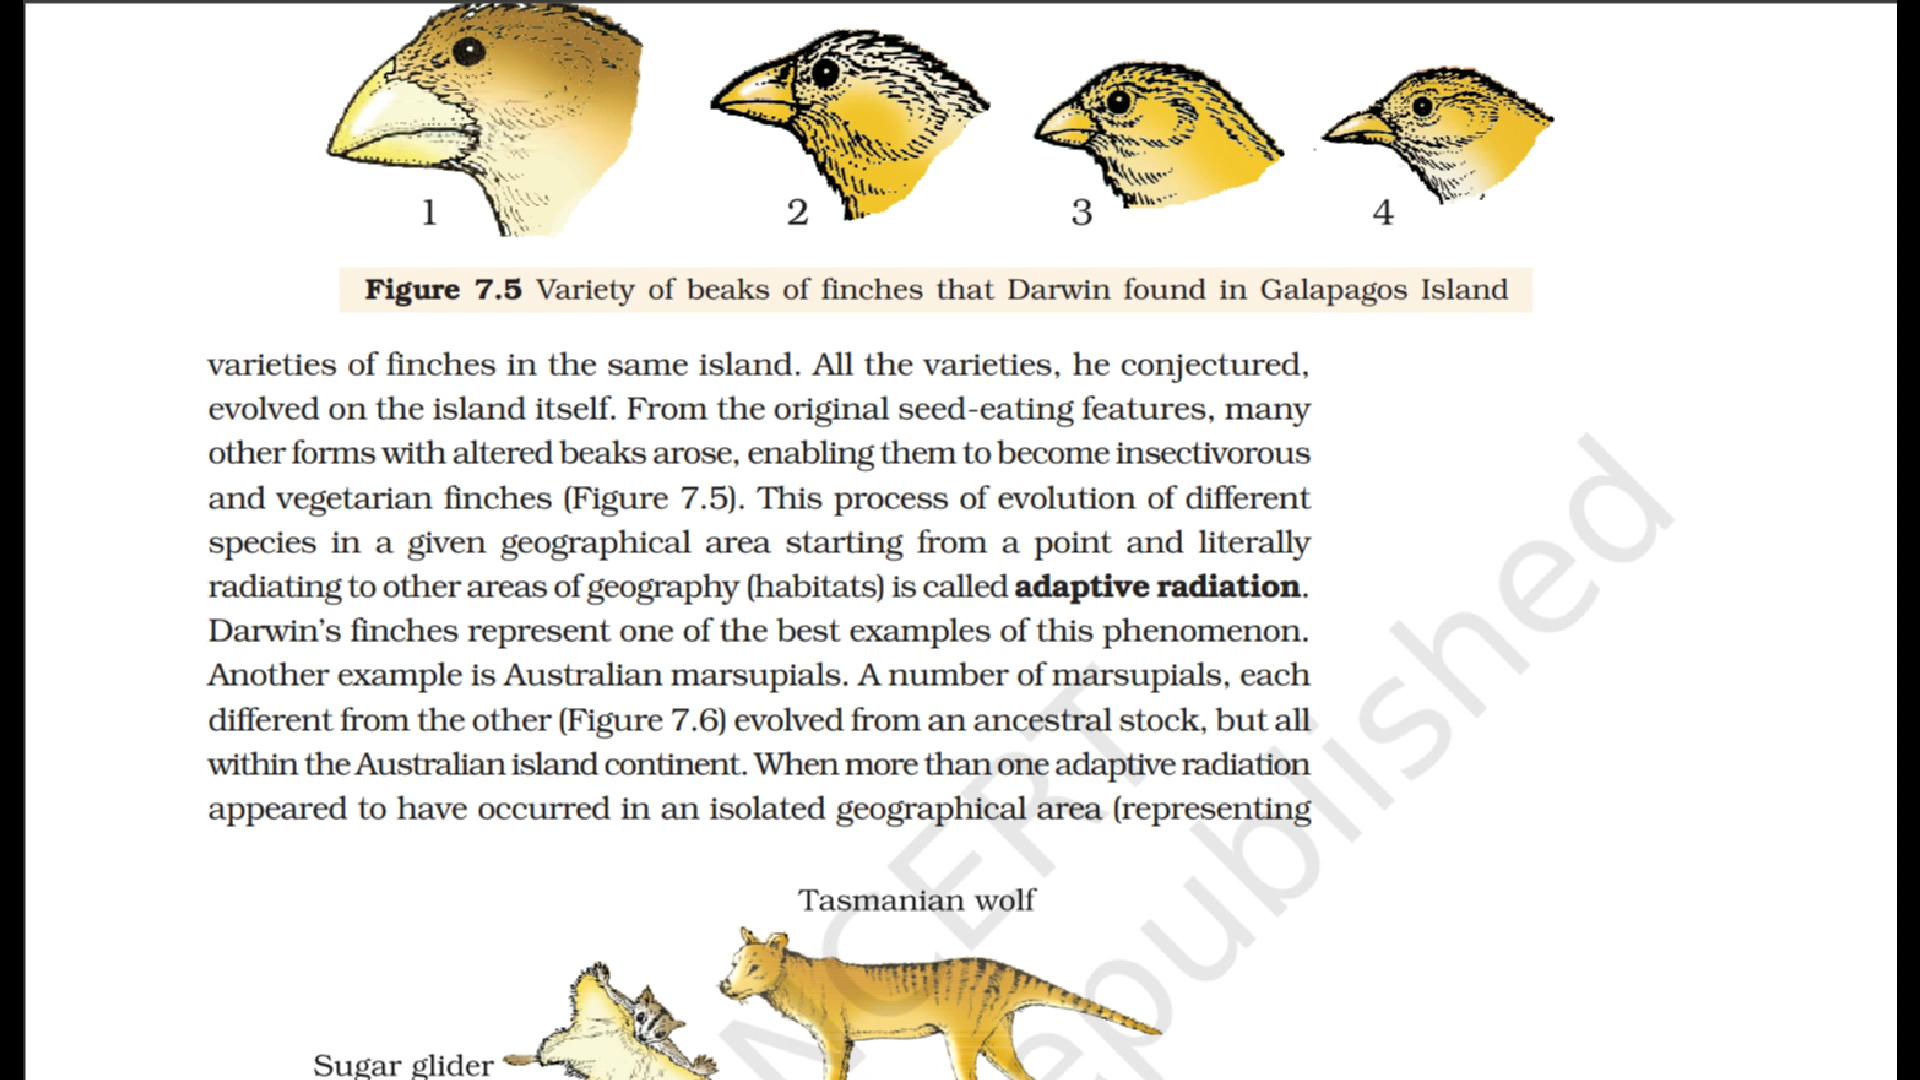 1 2 3 4
Figure 7.5 Variety of beaks of finches that Darwin found in Galapagos Island
varieties of finches in the same island. All the varieties, he conjectured,
evolved on the island itself. From the original seed-eating features, many
other forms with altered beaks arose, enabling them to become insectivorous
and vegetarian finches (Figure 7.5). This process of evolution of different
species in a given geographical area starting from a point and literally
radiating to other areas of geography (habitats) is called adaptive radiation.
Darwin's finches represent one of the best examples of this phenomenon.
Another example is Australian marsupials. A number of marsupials, each
different from the other (Figure 7.6) evolved from an ancestral stock, but all
within the Australian island continent. When more than one adaptive radiation
appeared to have occurred in an isolated geographical area (representing
Tasmanian wolf
Sugar glider
NCERT
epublished